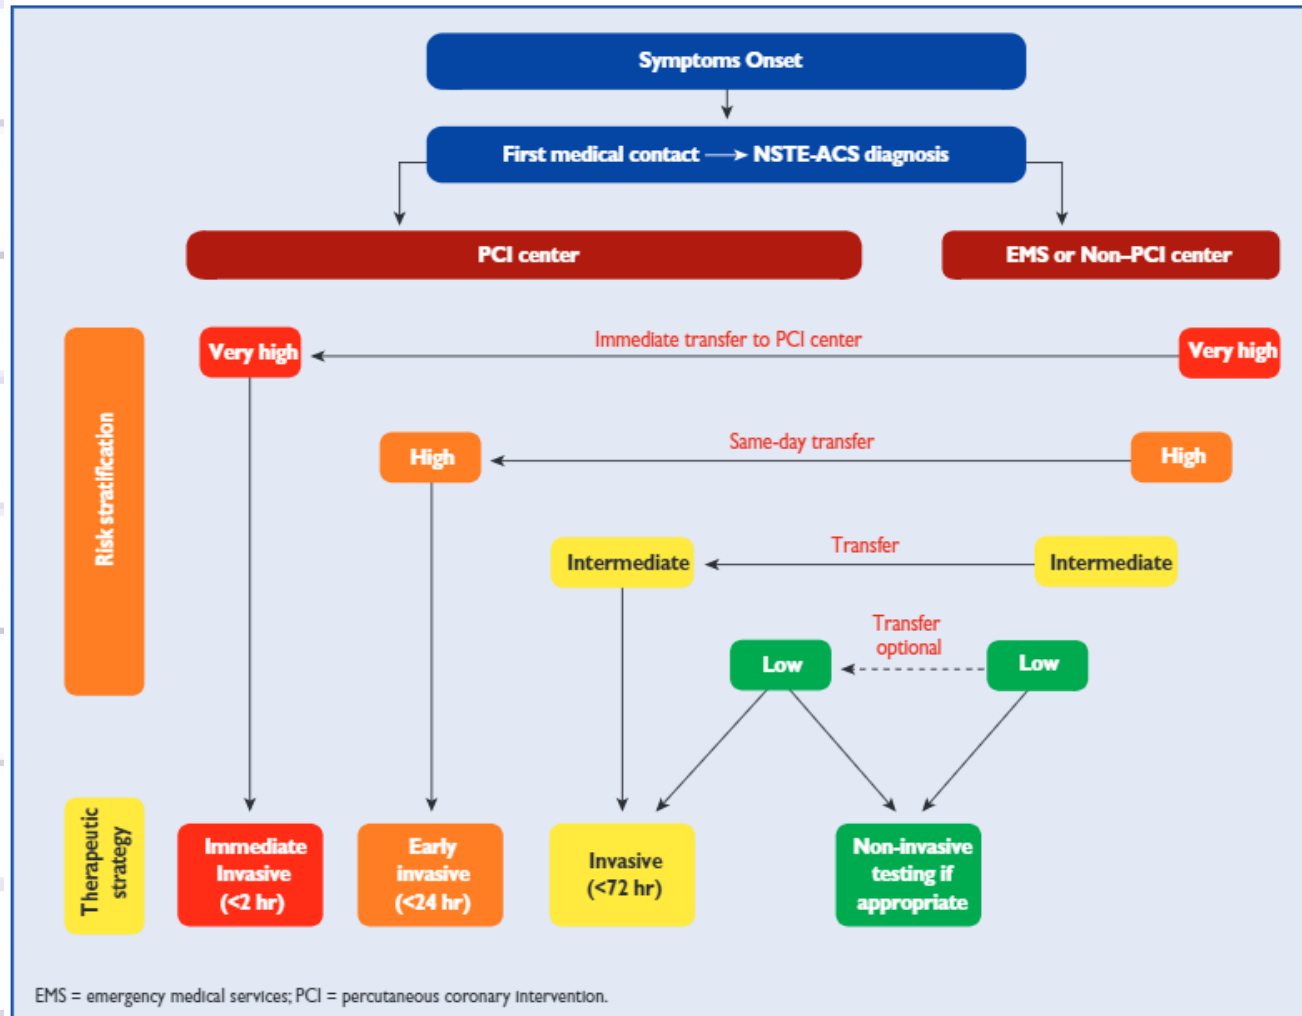 Symptoms Onset
First medical contact → NSTE-ACS diagnosis
PCI center
EMS or Non–PCI center
Risk stratification
Very high
Immediate transfer to PCI center
Very high
High
Same-day transfer
High
Intermediate
Transfer
Intermediate
Low
Transfer
optional
Low
Therapeutic
strategy
Immediate
Invasive
(<2 hr)
Early
invasive
(<24 hr)
Invasive
(<72 hr)
Non-invasive
testing if
appropriate
EMS = emergency medical services; PCI = percutaneous coronary intervention.